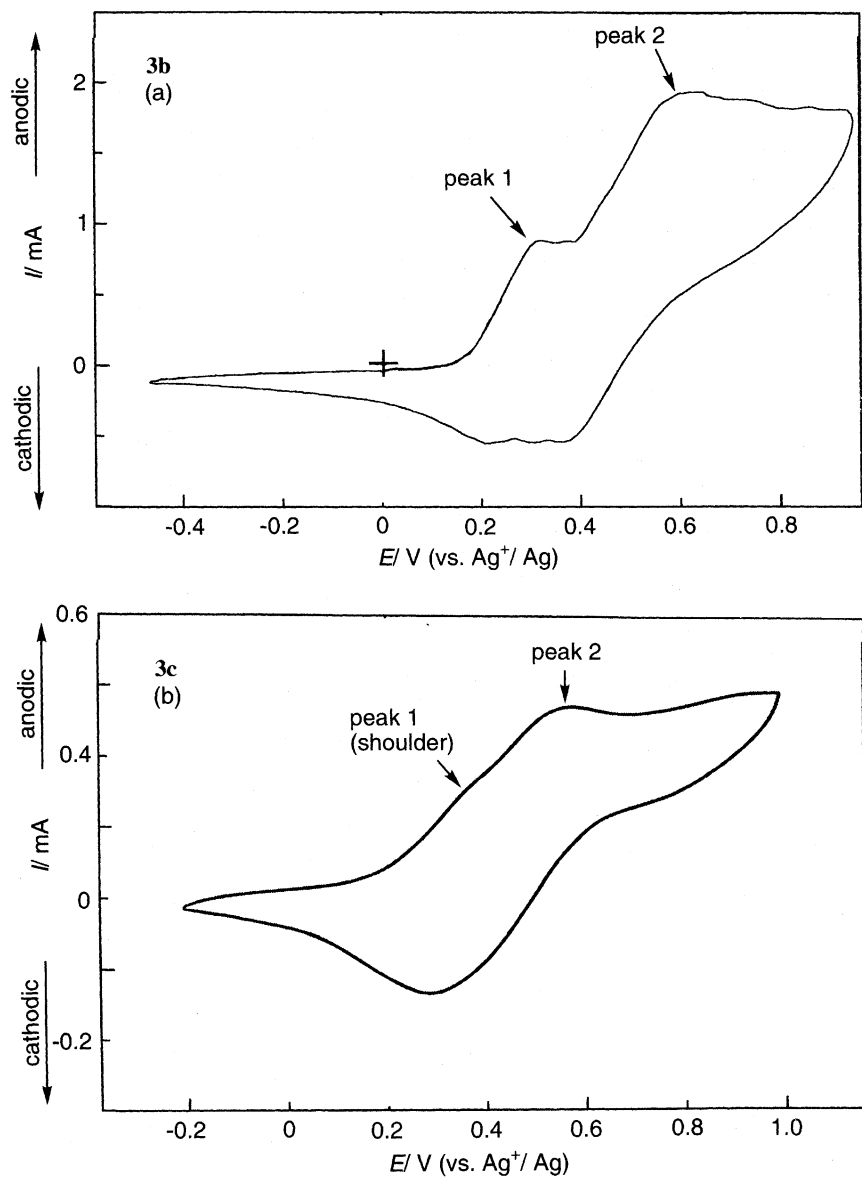 3b
(a)
peak 1
peak 2
anodic
I/ mA
cathodic
2
1
0
-0.4 -0.2 0 0.2 0.4 0.6 0.8
E/ V (vs. Ag⁺/ Ag)
3c
(b)
peak 1
(shoulder)
peak 2
anodic
I/ mA
cathodic
0.6
0.4
0
-0.2
-0.2 0 0.2 0.4 0.6 0.8 1.0
E/ V (vs. Ag⁺/ Ag)